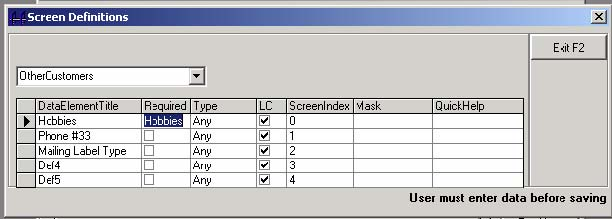 Screen Definitions
Exit F2
OtherCustomers
DataElementTitle Required Type LC ScreenIndex Mask QuickHelp
Hobbies Hobbies Any 0
Phone #33 Any 1
Mailing Label Type Any 2
Def4 Any 3
Def5 Any 4
User must enter data before saving